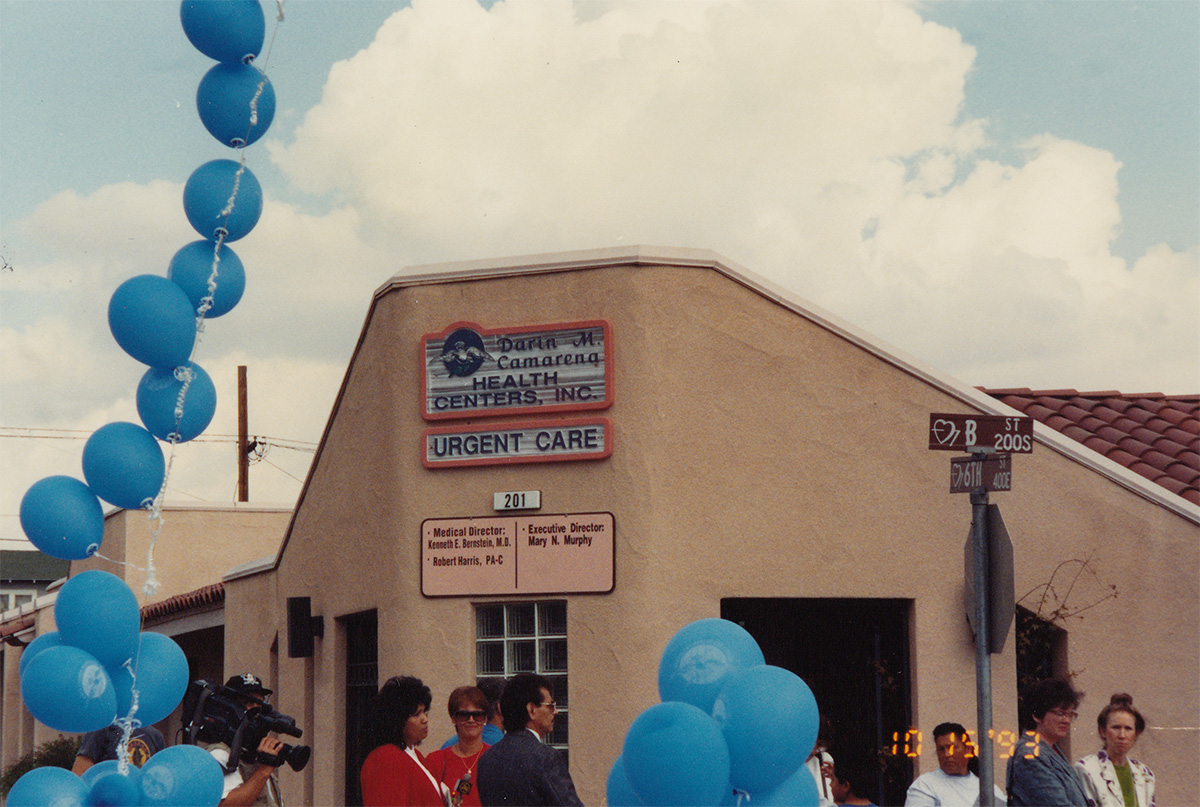 Darin M.
Camarena
HEALTH
CENTERS, INC.
URGENT CARE
201
· Medical Director:
Kenneth E. Bernstein, M.D.
· Robert Harris, PA-C
· Executive Director:
Mary N. Murphy
B ST
200S
6TH ST
400E
10 15 '93